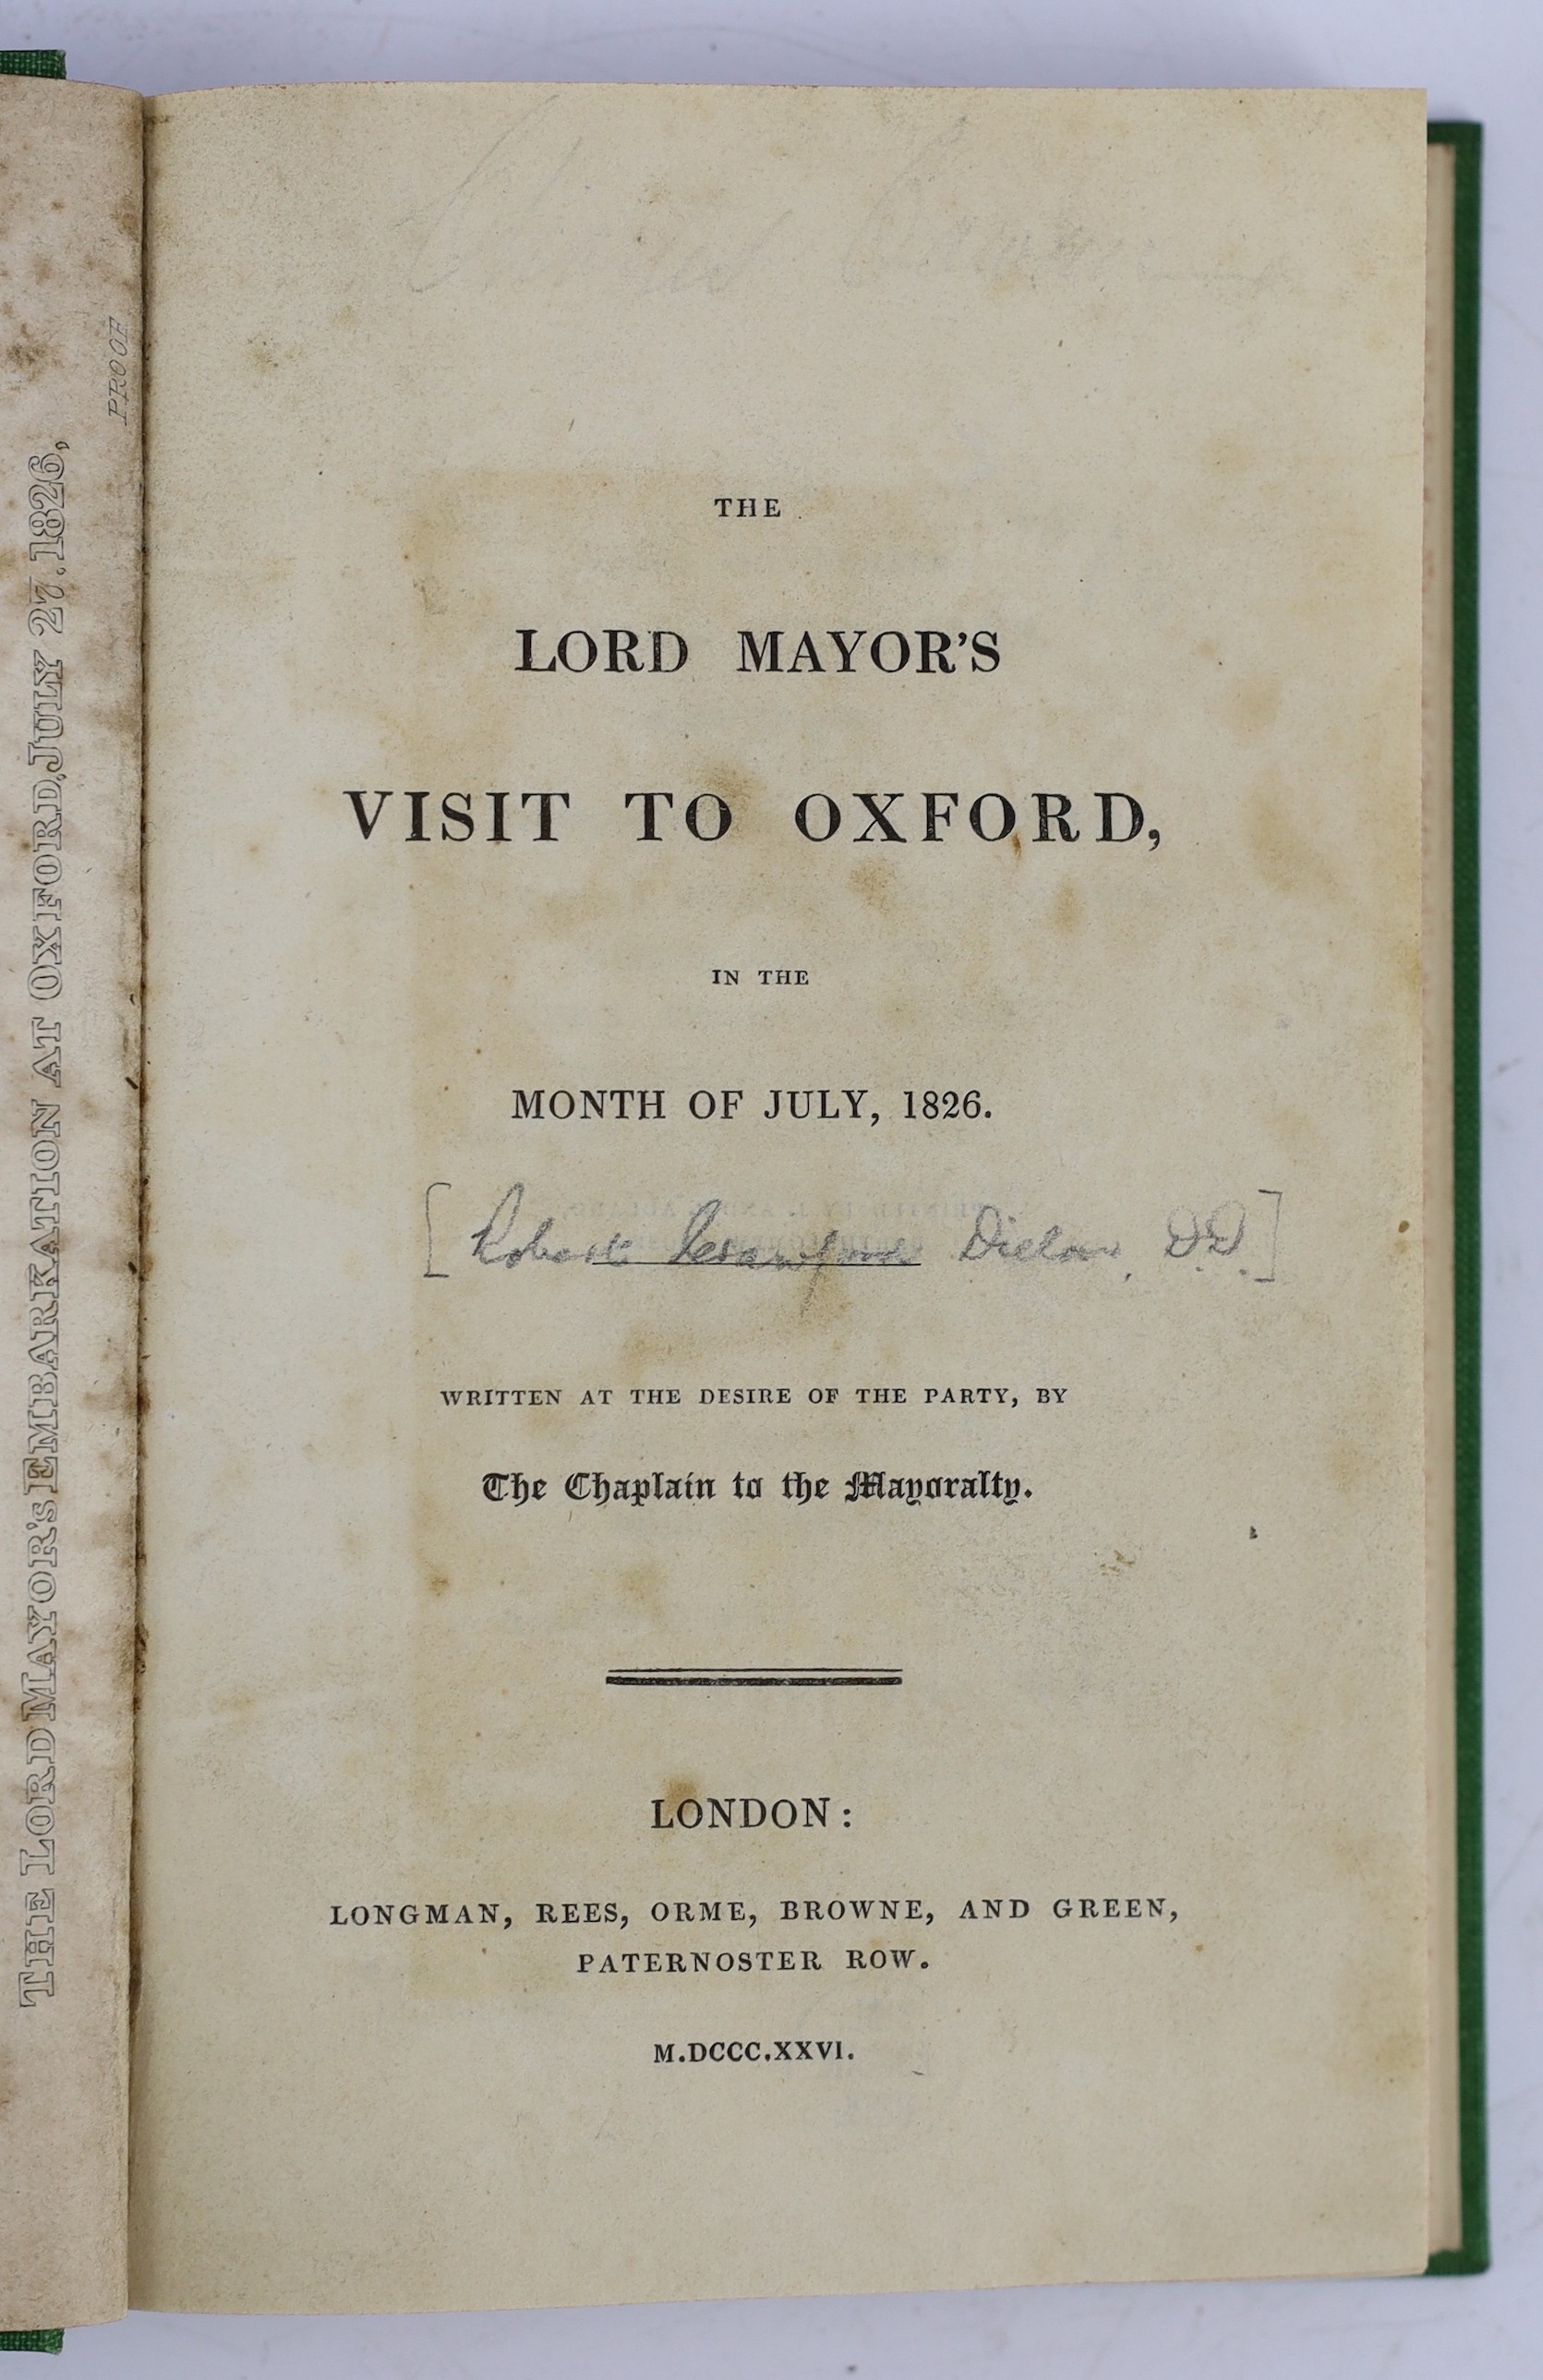 THE LORD MAYOR'S EMBARKATION AT OXFORD, JULY 27. 1826,
PROOF
THE
LORD MAYOR'S
VISIT TO OXFORD,
IN THE
MONTH OF JULY, 1826.
[Robert Crawford Dillon, DD.]
WRITTEN AT THE DESIRE OF THE PARTY, BY
The Chaplain to the Mayoralty.
LONDON:
LONGMAN, REES, ORME, BROWNE, AND GREEN,
PATERNOSTER ROW.
M.DCCC.XXVI.